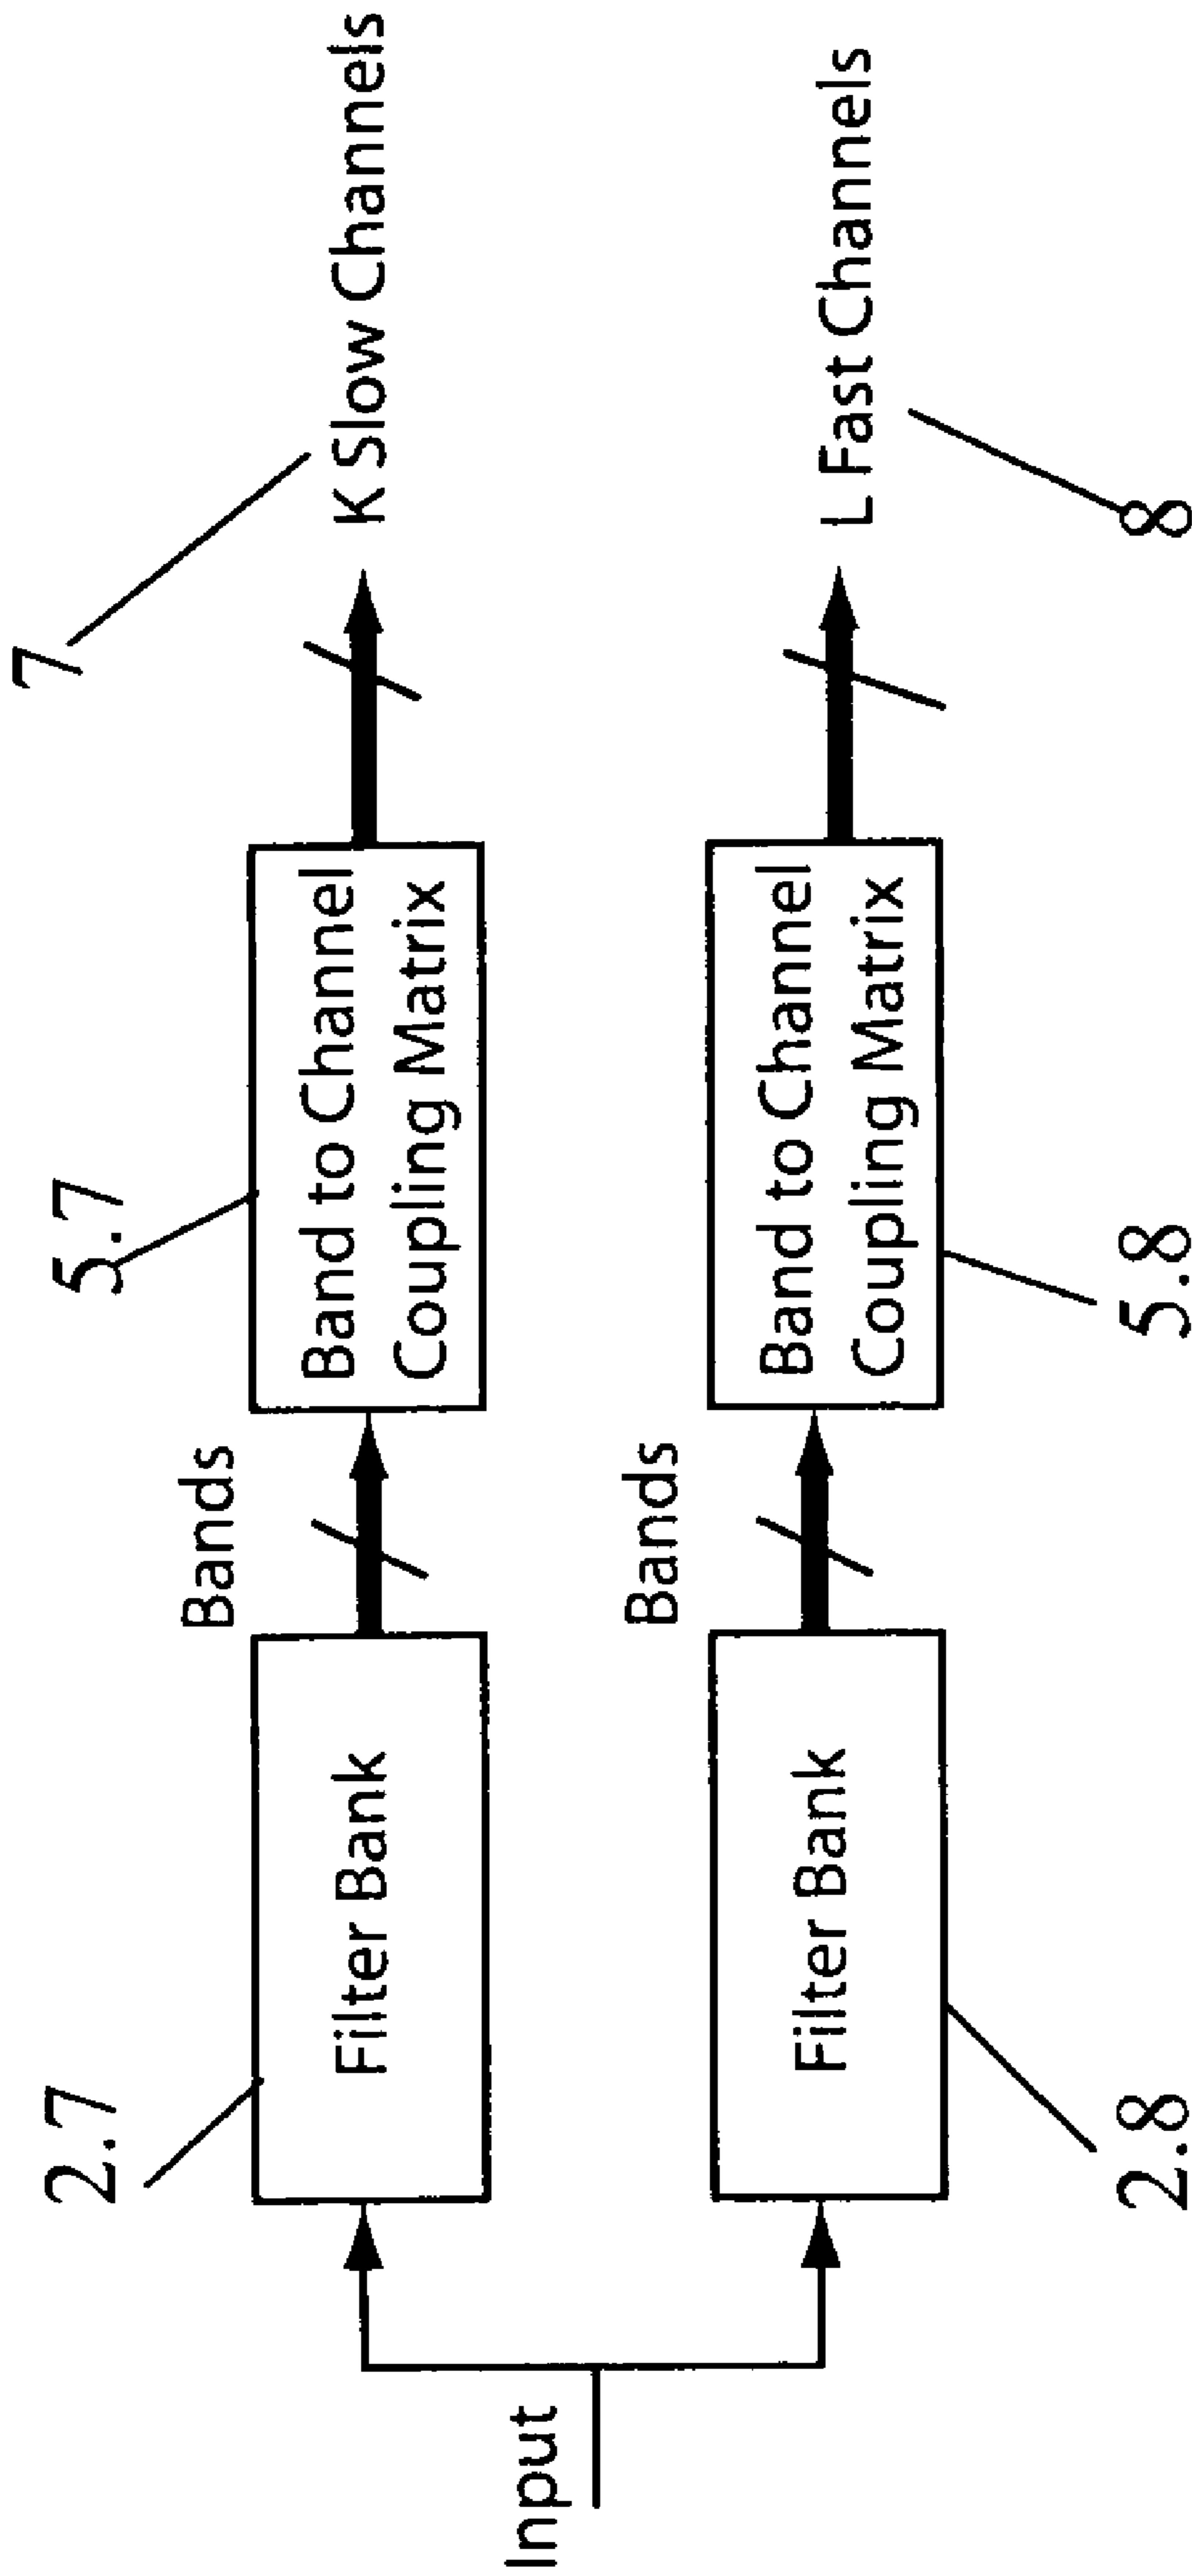 7
2.7
5.7
Bands
K Slow Channels
Filter Bank
Band to Channel
Coupling Matrix
Input
Bands
L Fast Channels
Filter Bank
Band to Channel
Coupling Matrix
2.8
5.8
8